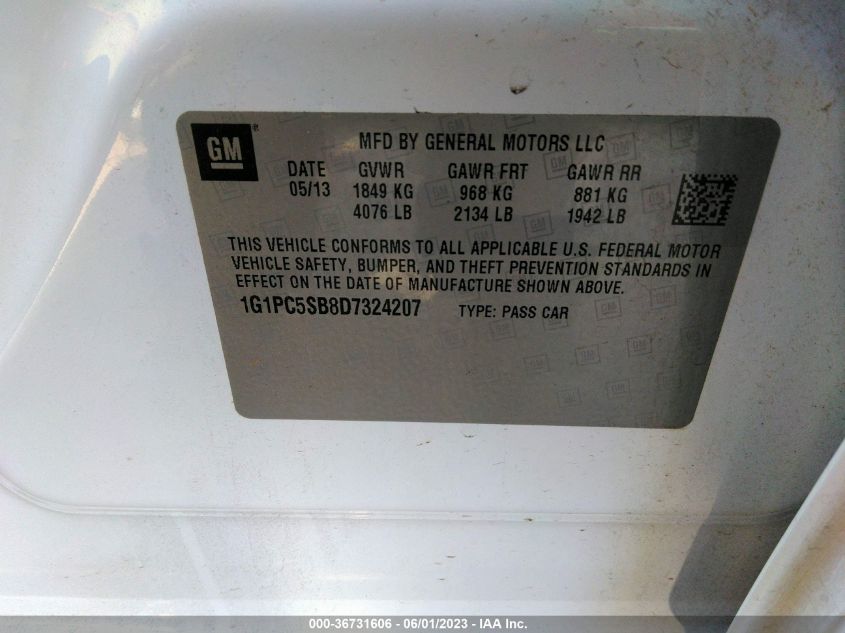 GM
MFD BY GENERAL MOTORS LLC
DATE GVWR GAWR FRT GAWR RR
05/13 1849 KG 968 KG 881 KG
4076 LB 2134 LB 1942 LB
THIS VEHICLE CONFORMS TO ALL APPLICABLE U.S. FEDERAL MOTOR
VEHICLE SAFETY, BUMPER, AND THEFT PREVENTION STANDARDS IN
EFFECT ON THE DATE OF MANUFACTURE SHOWN ABOVE.
1G1PC5SB8D7324207 TYPE: PASS CAR
000-36731606 - 06/01/2023 - IAA Inc.